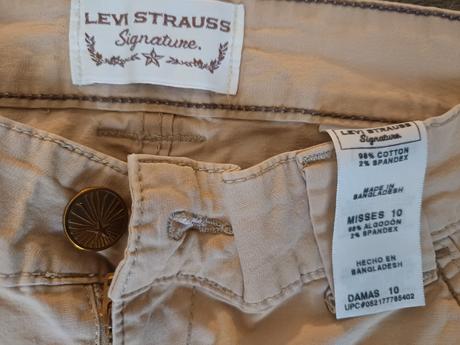 LEVI STRAUSS
Signature.
LEVI STRAUSS
Signature.
98% COTTON
2% SPANDEX
MADE IN
BANGLADESH
MISSES 10
98% ALGODÓN
2% SPANDEX
HECHO EN
BANGLADESH
DAMAS 10
UPC#052177785402